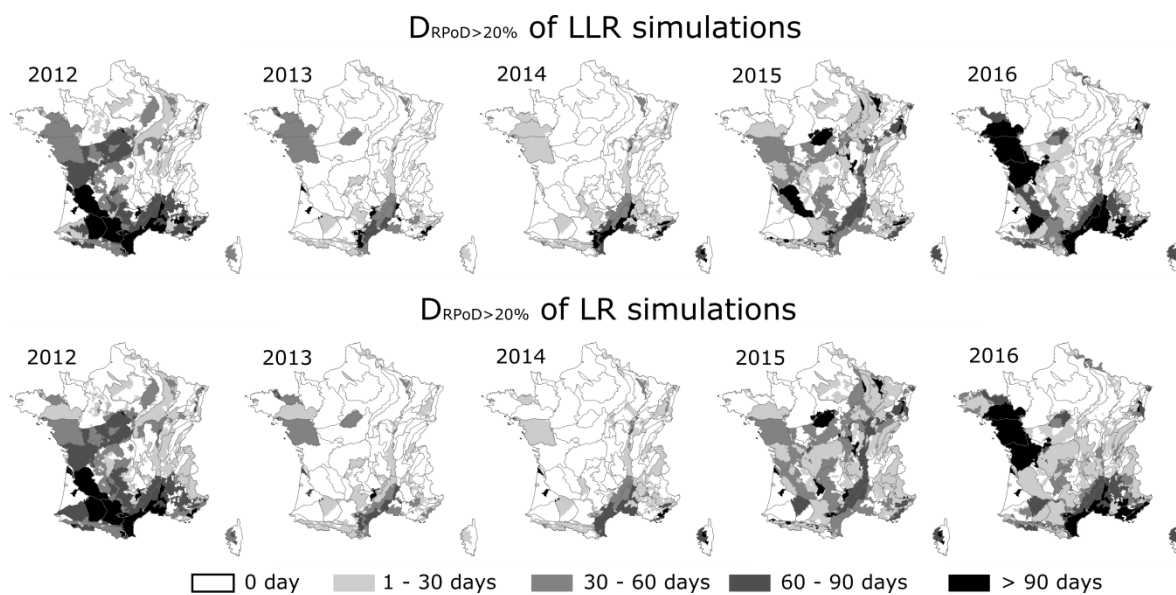 DRPoD>20% of LLR simulations
2012 2013 2014 2015 2016
DRPoD>20% of LR simulations
2012 2013 2014 2015 2016
0 day 1 - 30 days 30 - 60 days 60 - 90 days > 90 days